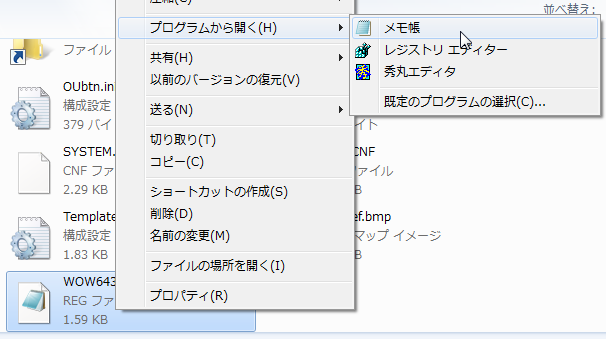 並べ替え:
プログラムから開く(H)
メモ帳
レジストリ エディター
秀丸エディタ
既定のプログラムの選択(C)...
共有(H)
以前のバージョンの復元(V)
送る(N)
切り取り(T)
コピー(C)
ショートカットの作成(S)
削除(D)
名前の変更(M)
ファイルの場所を開く(I)
プロパティ(R)
ファイル
OUbtn.in
構成設定
379 バイ
イト
SYSTEM.
CNF ファ
2.29 KB
CNF
ァイル
Template
構成設定
1.83 KB
ef.bmp
マップ イメージ
WOW643
REG ファ
1.59 KB